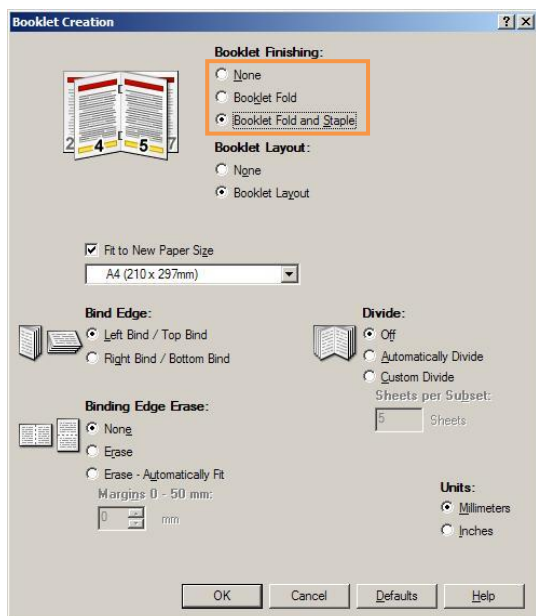 Booklet Creation
Booklet Finishing:
None
Booklet Fold
Booklet Fold and Staple
Booklet Layout:
None
Booklet Layout
2 4 5 7
Fit to New Paper Size
A4 (210 x 297mm)
Bind Edge:
Left Bind / Top Bind
Right Bind / Bottom Bind
Divide:
Off
Automatically Divide
Custom Divide
Sheets per Subset:
5 Sheets
Binding Edge Erase:
None
Erase
Erase - Automatically Fit
Margins 0 - 50 mm:
0 mm
Units:
Millimeters
Inches
OK Cancel Defaults Help